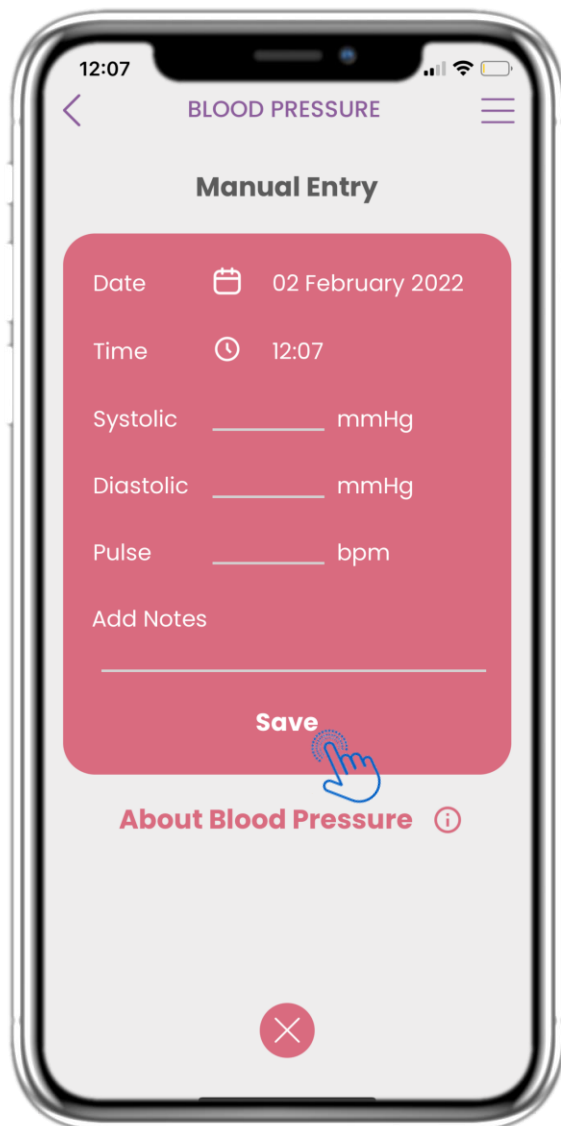 12:07
BLOOD PRESSURE
Manual Entry
Date 02 February 2022
Time 12:07
Systolic mmHg
Diastolic mmHg
Pulse bpm
Add Notes
Save
About Blood Pressure